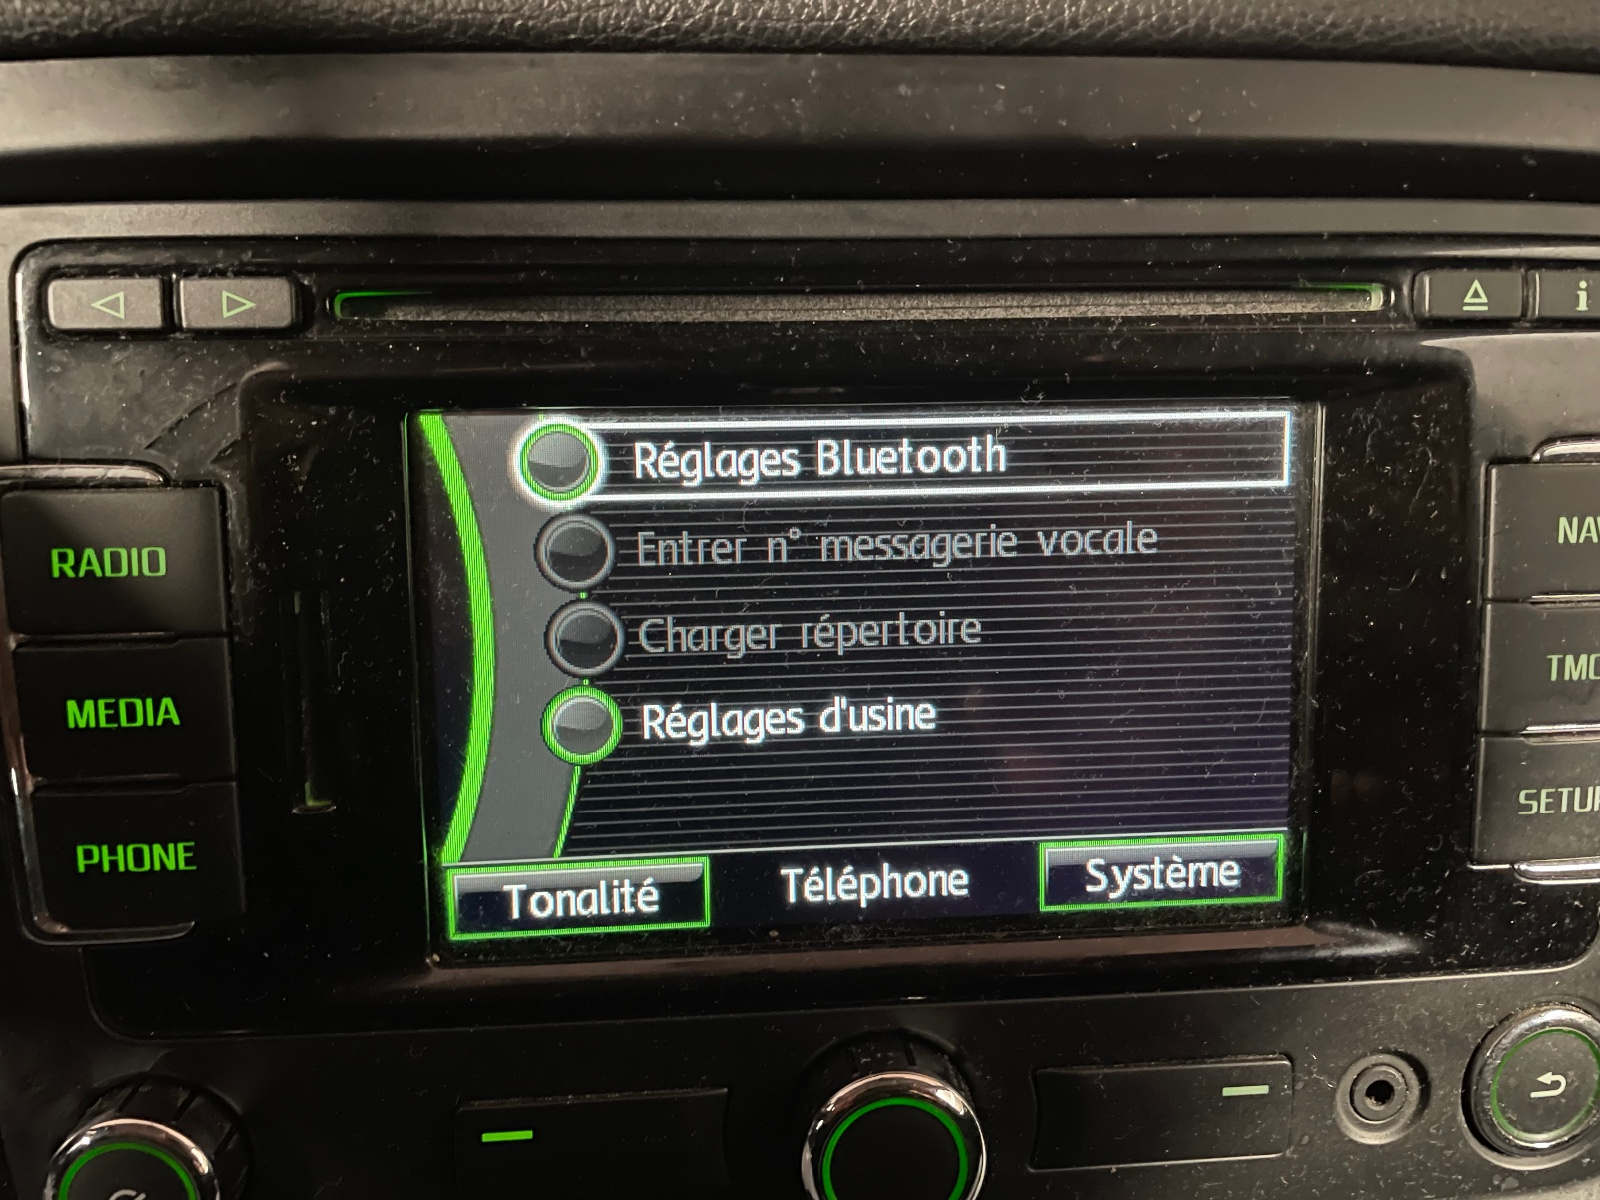 i
Réglages Bluetooth
Entrer n° messagerie vocale
Charger répertoire
Réglages d'usine
Tonalité
Téléphone
Système
RADIO
MEDIA
PHONE